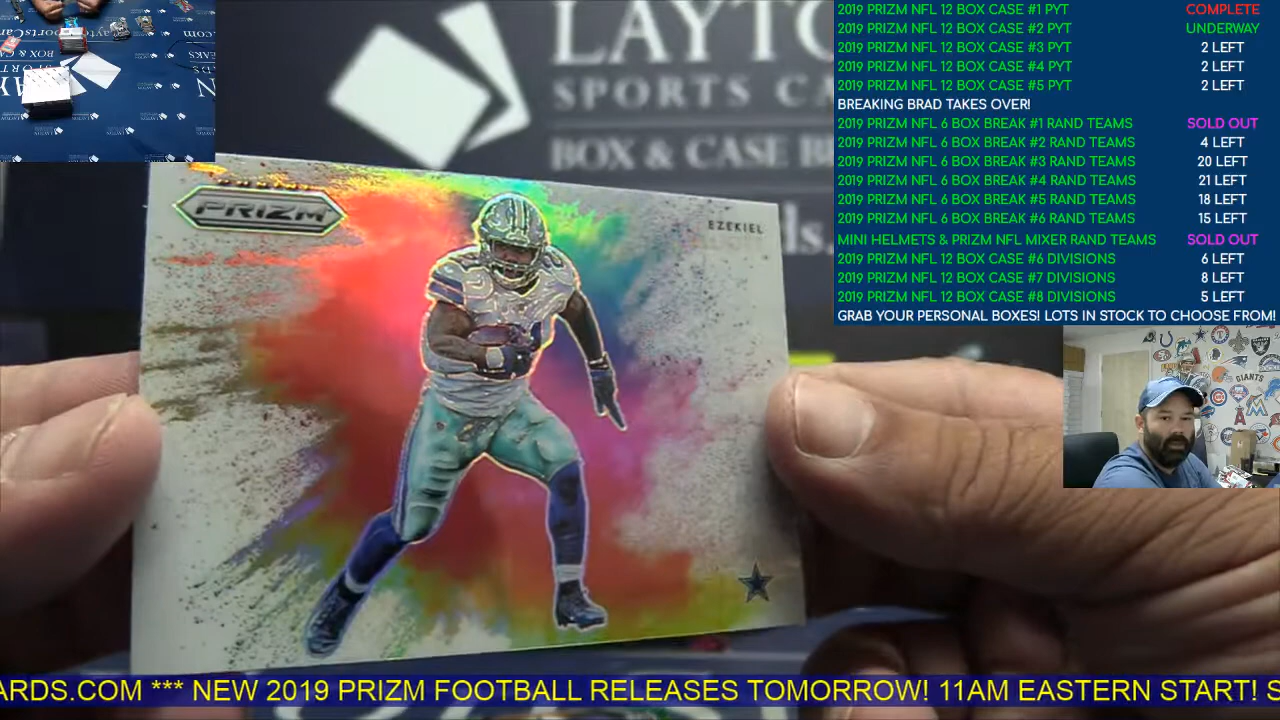 LAYTO
SPORTS CA
BOX & CASE B
ds.
PRIZM
EZEKIEL
2019 PRIZM NFL 12 BOX CASE #1 PYT COMPLETE
2019 PRIZM NFL 12 BOX CASE #2 PYT UNDERWAY
2019 PRIZM NFL 12 BOX CASE #3 PYT 2 LEFT
2019 PRIZM NFL 12 BOX CASE #4 PYT 2 LEFT
2019 PRIZM NFL 12 BOX CASE #5 PYT 2 LEFT
BREAKING BRAD TAKES OVER!
2019 PRIZM NFL 6 BOX BREAK #1 RAND TEAMS SOLD OUT
2019 PRIZM NFL 6 BOX BREAK #2 RAND TEAMS 4 LEFT
2019 PRIZM NFL 6 BOX BREAK #3 RAND TEAMS 20 LEFT
2019 PRIZM NFL 6 BOX BREAK #4 RAND TEAMS 21 LEFT
2019 PRIZM NFL 6 BOX BREAK #5 RAND TEAMS 18 LEFT
2019 PRIZM NFL 6 BOX BREAK #6 RAND TEAMS 15 LEFT
MINI HELMETS & PRIZM NFL MIXER RAND TEAMS SOLD OUT
2019 PRIZM NFL 12 BOX CASE #6 DIVISIONS 6 LEFT
2019 PRIZM NFL 12 BOX CASE #7 DIVISIONS 8 LEFT
2019 PRIZM NFL 12 BOX CASE #8 DIVISIONS 5 LEFT
GRAB YOUR PERSONAL BOXES! LOTS IN STOCK TO CHOOSE FROM!
GIANTS
ARDS.COM *** NEW 2019 PRIZM FOOTBALL RELEASES TOMORROW! 11AM EASTERN START! S